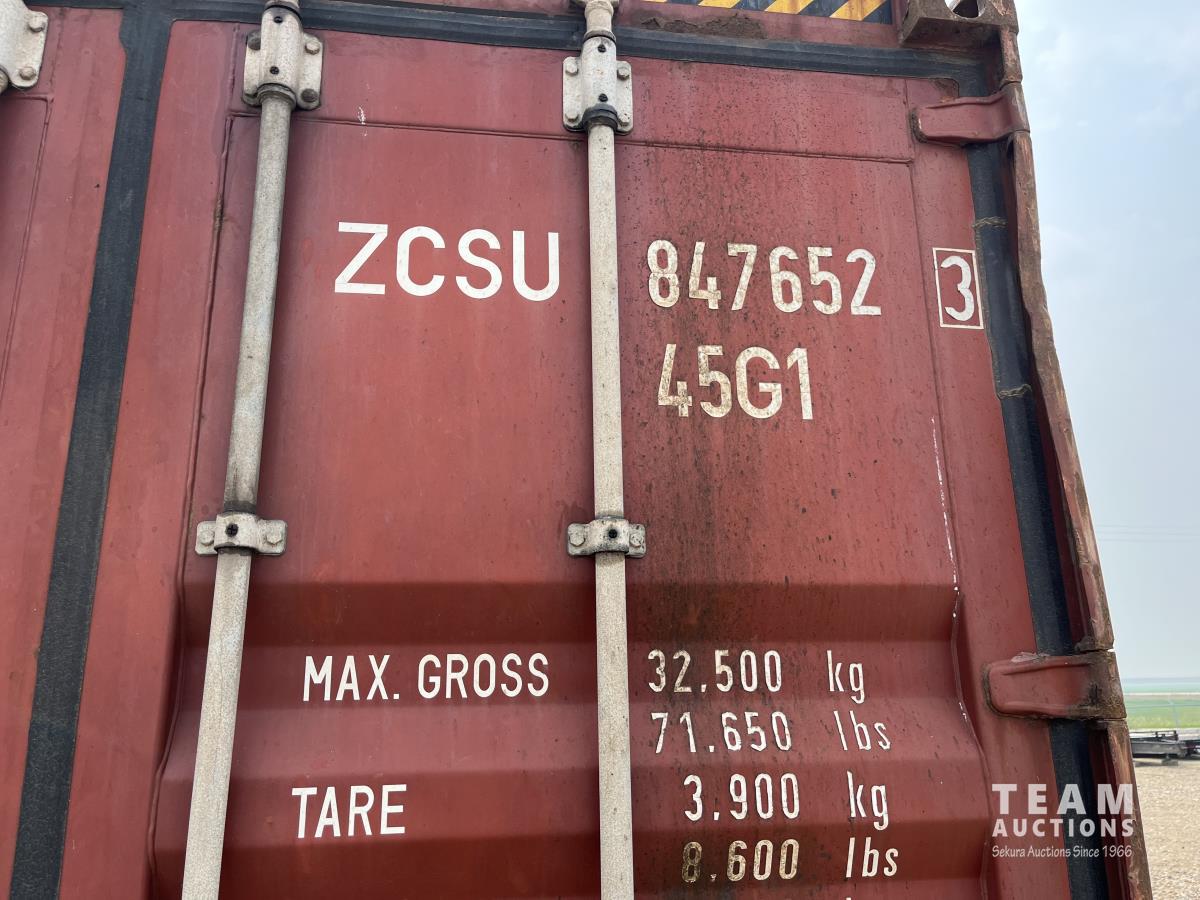 ZCSU 847652 3
45G1
MAX. GROSS 32.500 kg
71.650 lbs
TARE 3.900 kg
8.600 lbs
TEAM
AUCTIONS
Sekura Auctions Since 1966